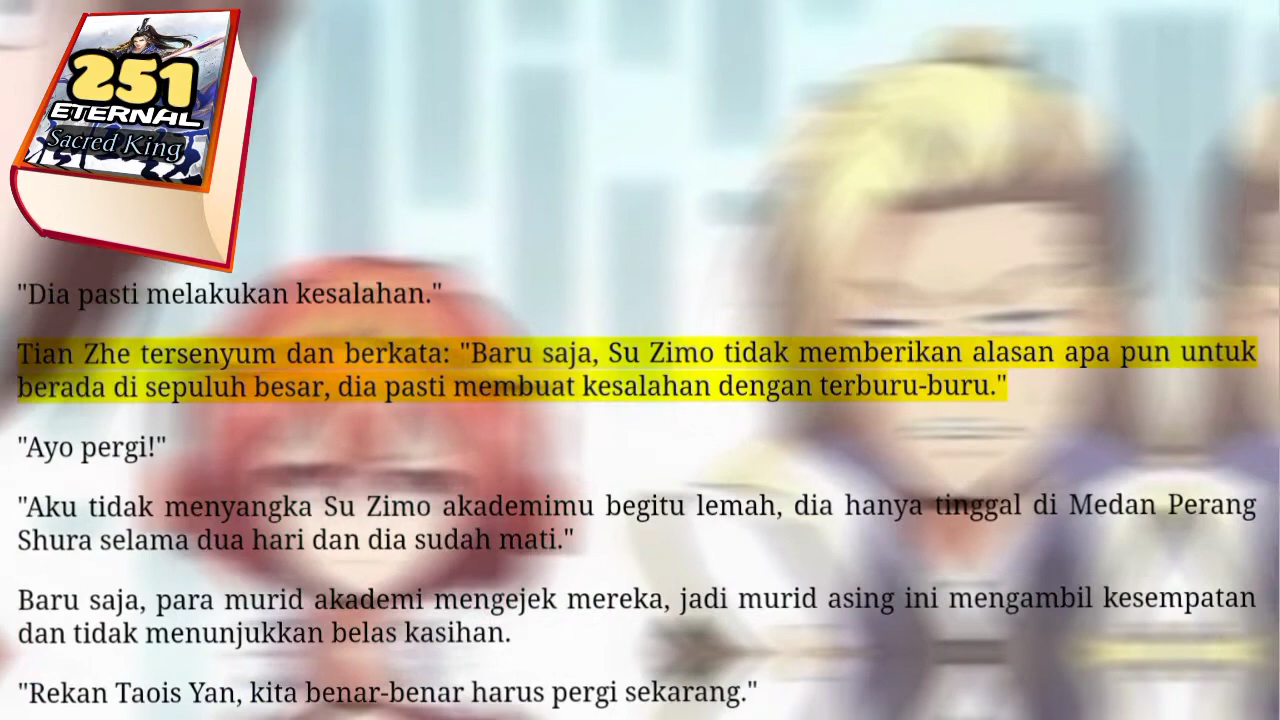 251
ETERNAL
Sacred King
"Dia pasti melakukan kesalahan."
Tian Zhe tersenyum dan berkata: "Baru saja, Su Zimo tidak memberikan alasan apa pun untuk
berada di sepuluh besar, dia pasti membuat kesalahan dengan terburu-buru."
"Ayo pergi!"
"Aku tidak menyangka Su Zimo akademimu begitu lemah, dia hanya tinggal di Medan Perang
Shura selama dua hari dan dia sudah mati."
Baru saja, para murid akademi mengejek mereka, jadi murid asing ini mengambil kesempatan
dan tidak menunjukkan belas kasihan.
"Rekan Taois Yan, kita benar-benar harus pergi sekarang."